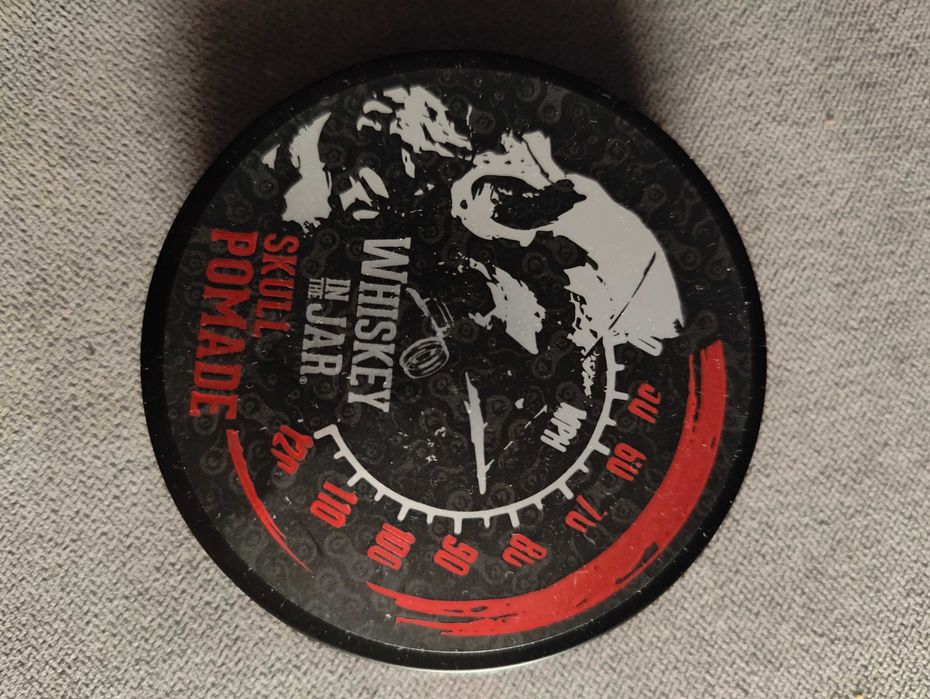 50
60
70
MPH
80
90
100
110
120
WHISKEY
IN THE JAR®
SKULL
POMADE